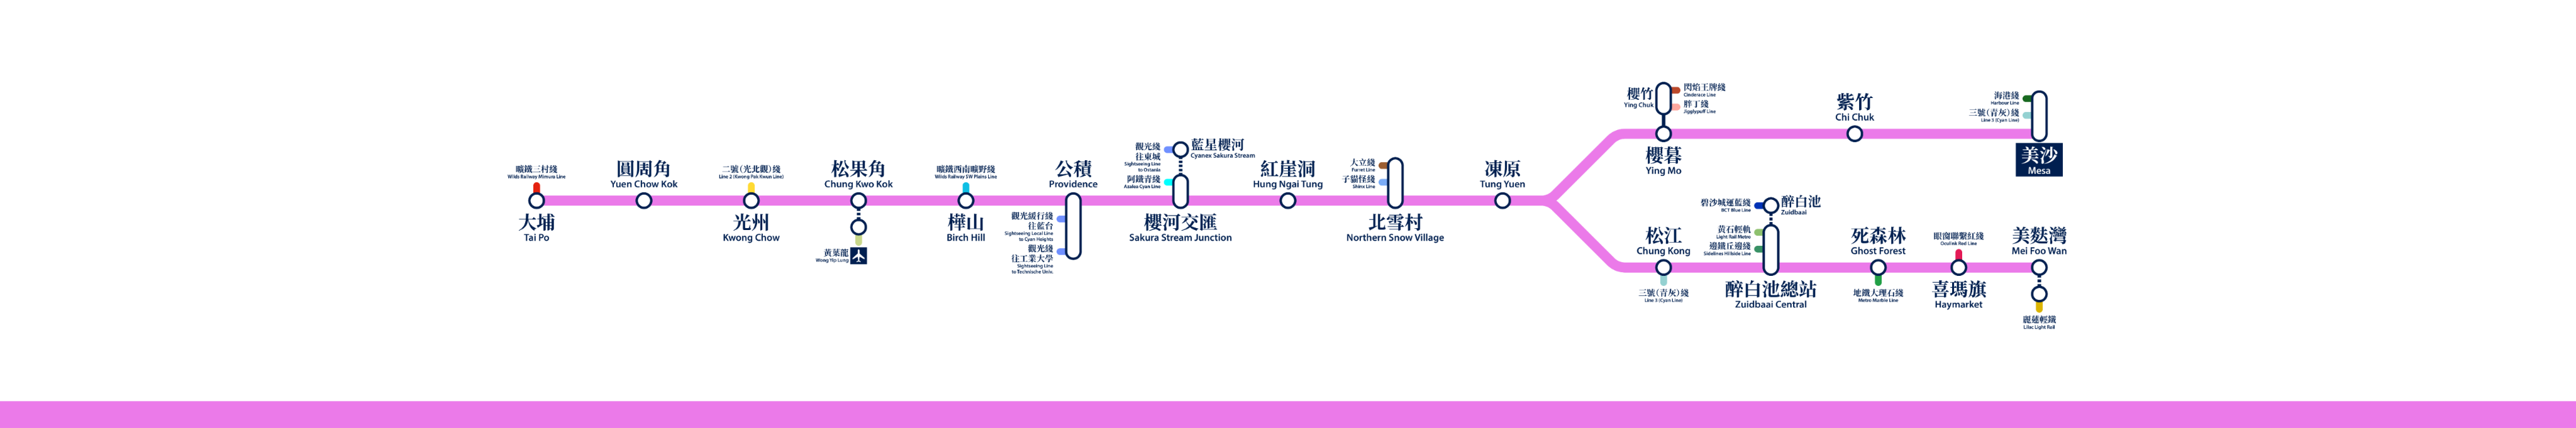 曠鐵三村綫
Wilds Railway Mimura Line
大埔
Tai Po
圓周角
Yuen Chow Kok
二號(光北觀)綫
Line 2 (Kwong Pak Kwun Line)
光州
Kwong Chow
松果角
Chung Kwo Kok
黃葉龍
Wong Yip Lung
曠鐵西南曠野綫
Wilds Railway SW Plains Line
樺山
Birch Hill
公積
Providence
觀光緩行綫
往藍台
Sightseeing Local Line
to Cyan Heights
觀光綫
往工業大學
Sightseeing Line
to Technische Univ.
觀光綫
往東城
Sightseeing Line
to Ostania
藍星櫻河
Cyanex Sakura Stream
阿鐵青綫
Azalea Cyan Line
櫻河交匯
Sakura Stream Junction
紅崖洞
Hung Ngai Tung
大立綫
Parrot Line
子貓怪綫
Shinx Line
北雪村
Northern Snow Village
凍原
Tung Yuen
櫻竹
Ying Chuk
閃焰王牌綫
Cinderace Line
胖丁綫
Jigglypuff Line
櫻暮
Ying Mo
紫竹
Chi Chuk
海港綫
Harbour Line
三號(青灰)綫
Line 3 (Cyan Line)
美沙
Mesa
松江
Chung Kong
三號(青灰)綫
Line 3 (Cyan Line)
碧沙城運藍綫
BCT Blue Line
醉白池
Zuidbaai
黃石輕軌
Light Rail Metro
邊鐵丘邊綫
Sidelines Hillside Line
醉白池總站
Zuidbaai Central
死森林
Ghost Forest
地鐵大理石綫
Metro Marble Line
眼窗聯繫紅綫
Oculink Red Line
喜瑪旗
Haymarket
美麩灣
Mei Foo Wan
麗蓮輕鐵
Lilac Light Rail